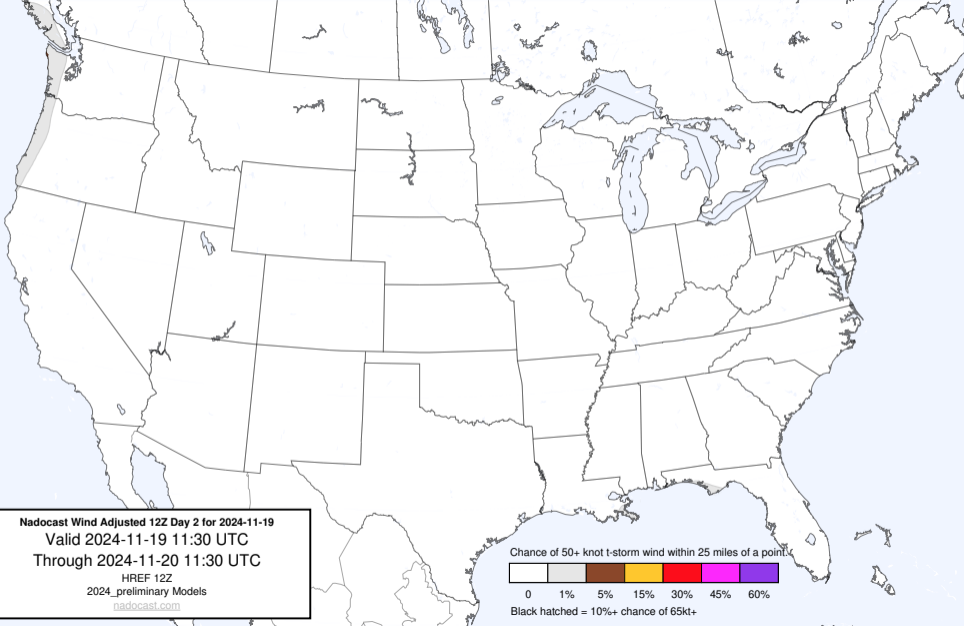 Nadocast Wind Adjusted 12Z Day 2 for 2024-11-19
Valid 2024-11-19 11:30 UTC
Through 2024-11-20 11:30 UTC
HREF 12Z
2024_preliminary Models
nadocast.com
Chance of 50+ knot t-storm wind within 25 miles of a point.
0 1% 5% 15% 30% 45% 60%
Black hatched = 10%+ chance of 65kt+